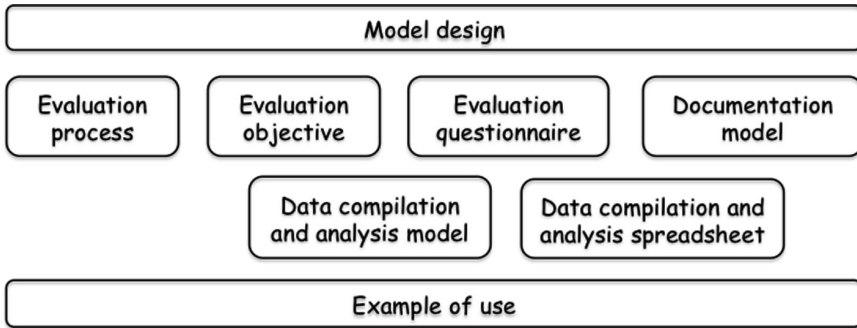 Model design
Evaluation
process
Evaluation
objective
Evaluation
questionnaire
Documentation
model
Data compilation
and analysis model
Data compilation and
analysis spreadsheet
Example of use